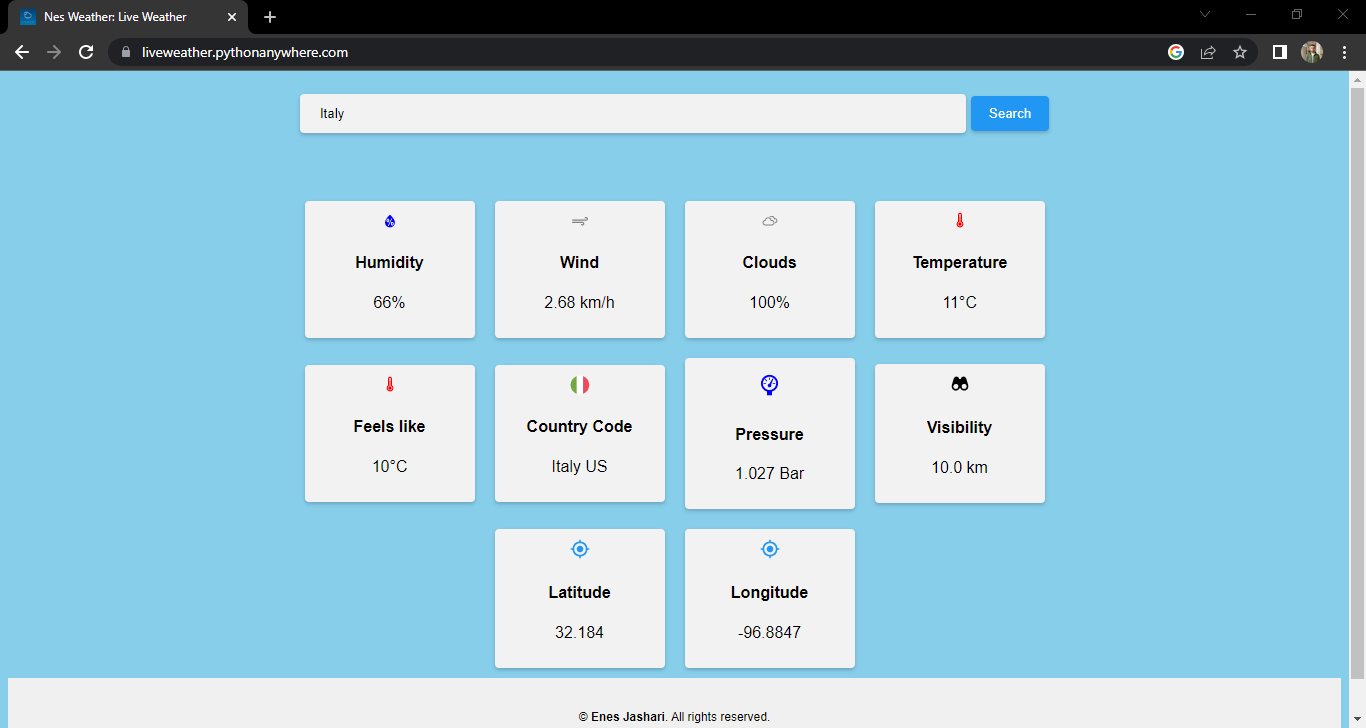 Nes Weather: Live Weather
liveweather.pythonanywhere.com
Italy
Search
Humidity
66%
Wind
2.68 km/h
Clouds
100%
Temperature
11°C
Feels like
10°C
Country Code
Italy US
Pressure
1.027 Bar
Visibility
10.0 km
Latitude
32.184
Longitude
-96.8847
© Enes Jashari. All rights reserved.